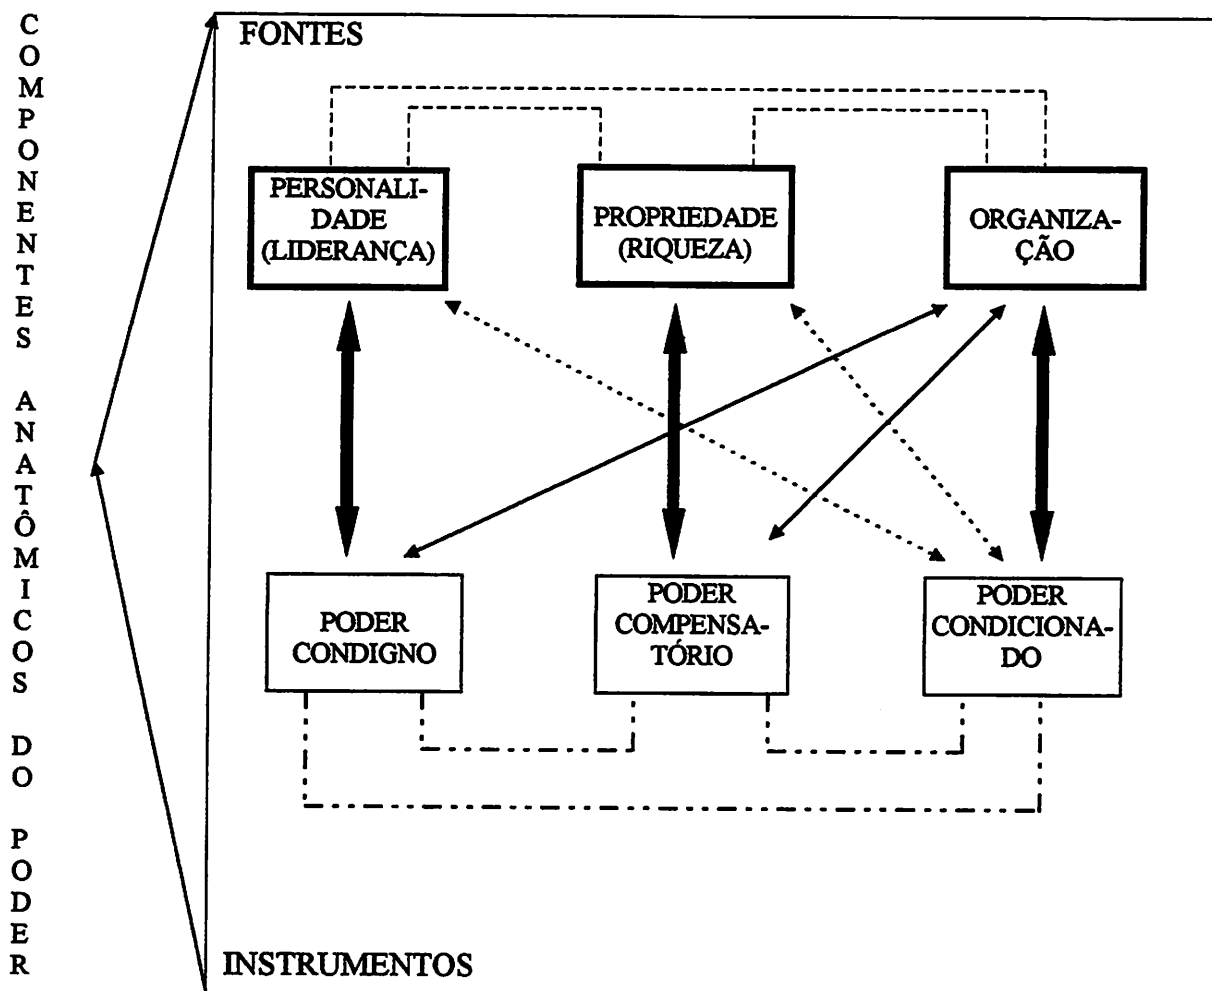 COMPONENTES ANATÔMICOS DO PODER
FONTES
PERSONALI-
DADE
(LIDERANÇA)
PROPRIEDADE
(RIQUEZA)
ORGANIZA-
ÇÃO
PODER
CONDIGNO
PODER
COMPENSA-
TÓRIO
PODER
CONDICIONA-
DO
INSTRUMENTOS